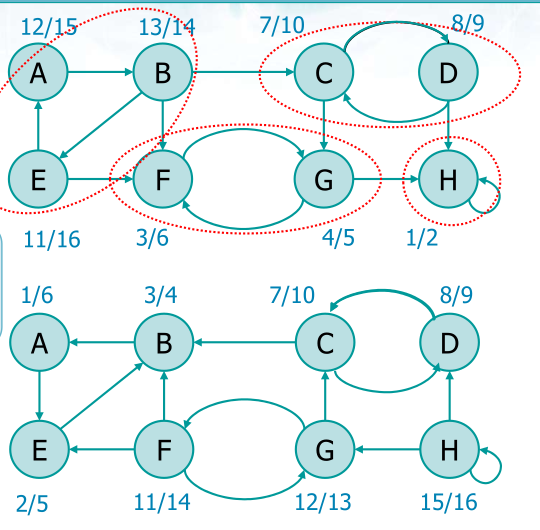 12/15 13/14 7/10 8/9
A B C D
E F G H
11/16 3/6 4/5 1/2
1/6 3/4 7/10 8/9
A B C D
E F G H
2/5 11/14 12/13 15/16